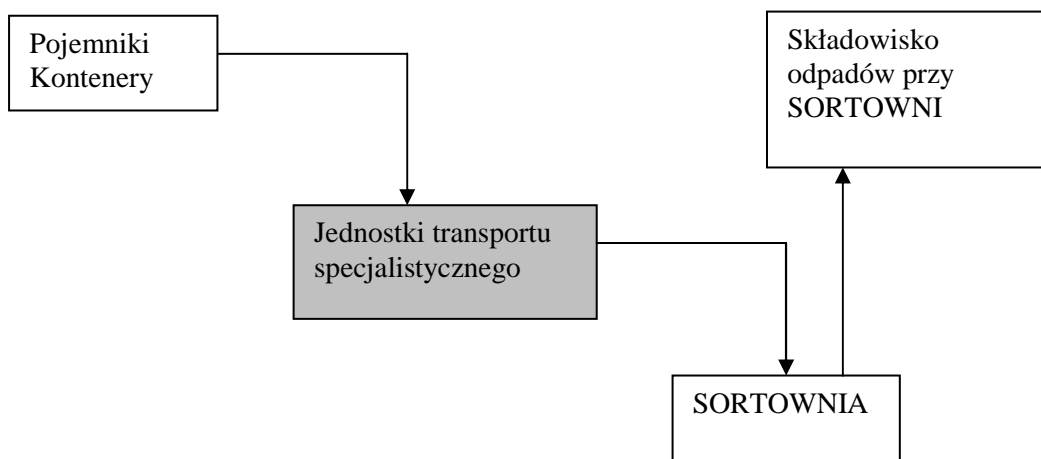 Pojemniki
Kontenery
Składowisko
odpadów przy
SORTOWNI
Jednostki transportu
specjalistycznego
SORTOWNIA